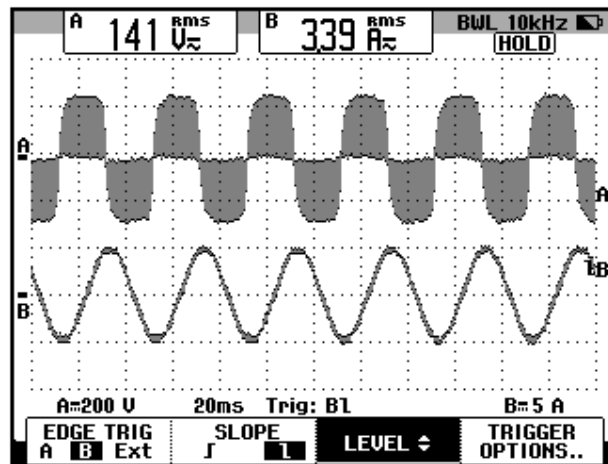 A 141 rms V≂ B 3.39 rms A≂ BWL 10kHz
HOLD
A
A
B
B
A=200 V 20ms Trig: Bʅ B=5 A
EDGE TRIG SLOPE LEVEL TRIGGER
A B Ext OPTIONS..